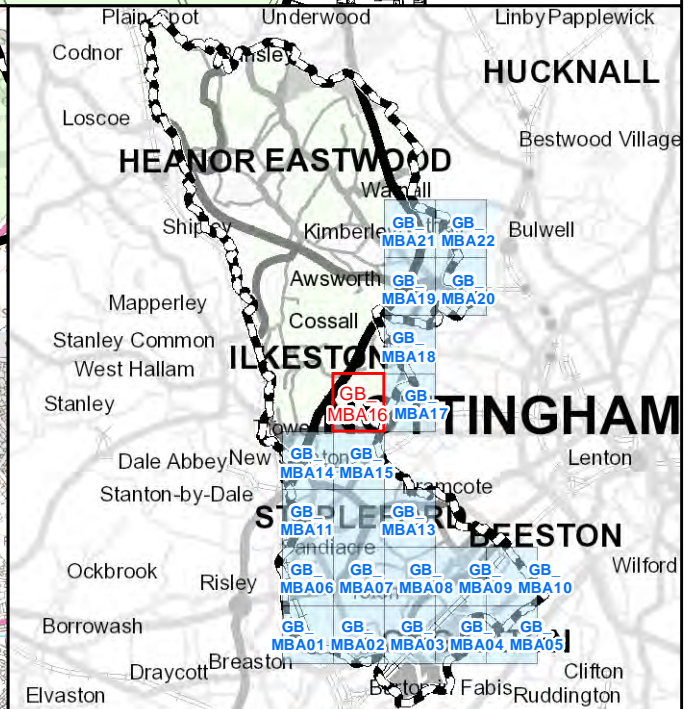 Plain Spot
Underwood
Linby Papplewick
Codnor
HUCKNALL
Loscoe
Bestwood Village
HEANOR EASTWOOD
Shipley
Kimberley
Bulwell
GB_
MBA21
GB_
MBA22
Awsworth
GB_
MBA19
GB_
MBA20
Mapperley
Cossall
Stanley Common
GB_
MBA18
ILKESTON
West Hallam
GB_
MBA16
GB_
MBA17
Stanley
TTINGHAM
Dale Abbey
New
GB_
MBA14
GB_
MBA15
Lenton
Stanton-by-Dale
GB_
MBA11
GB_
MBA13
BEESTON
Ockbrook
Risley
GB_
MBA06
GB_
MBA07
GB_
MBA08
GB_
MBA09
GB_
MBA10
Wilford
Borrowash
GB_
MBA01
GB_
MBA02
GB_
MBA03
GB_
MBA04
GB_
MBA05
Draycott
Breaston
Clifton
Elvaston
Fabis
Ruddington